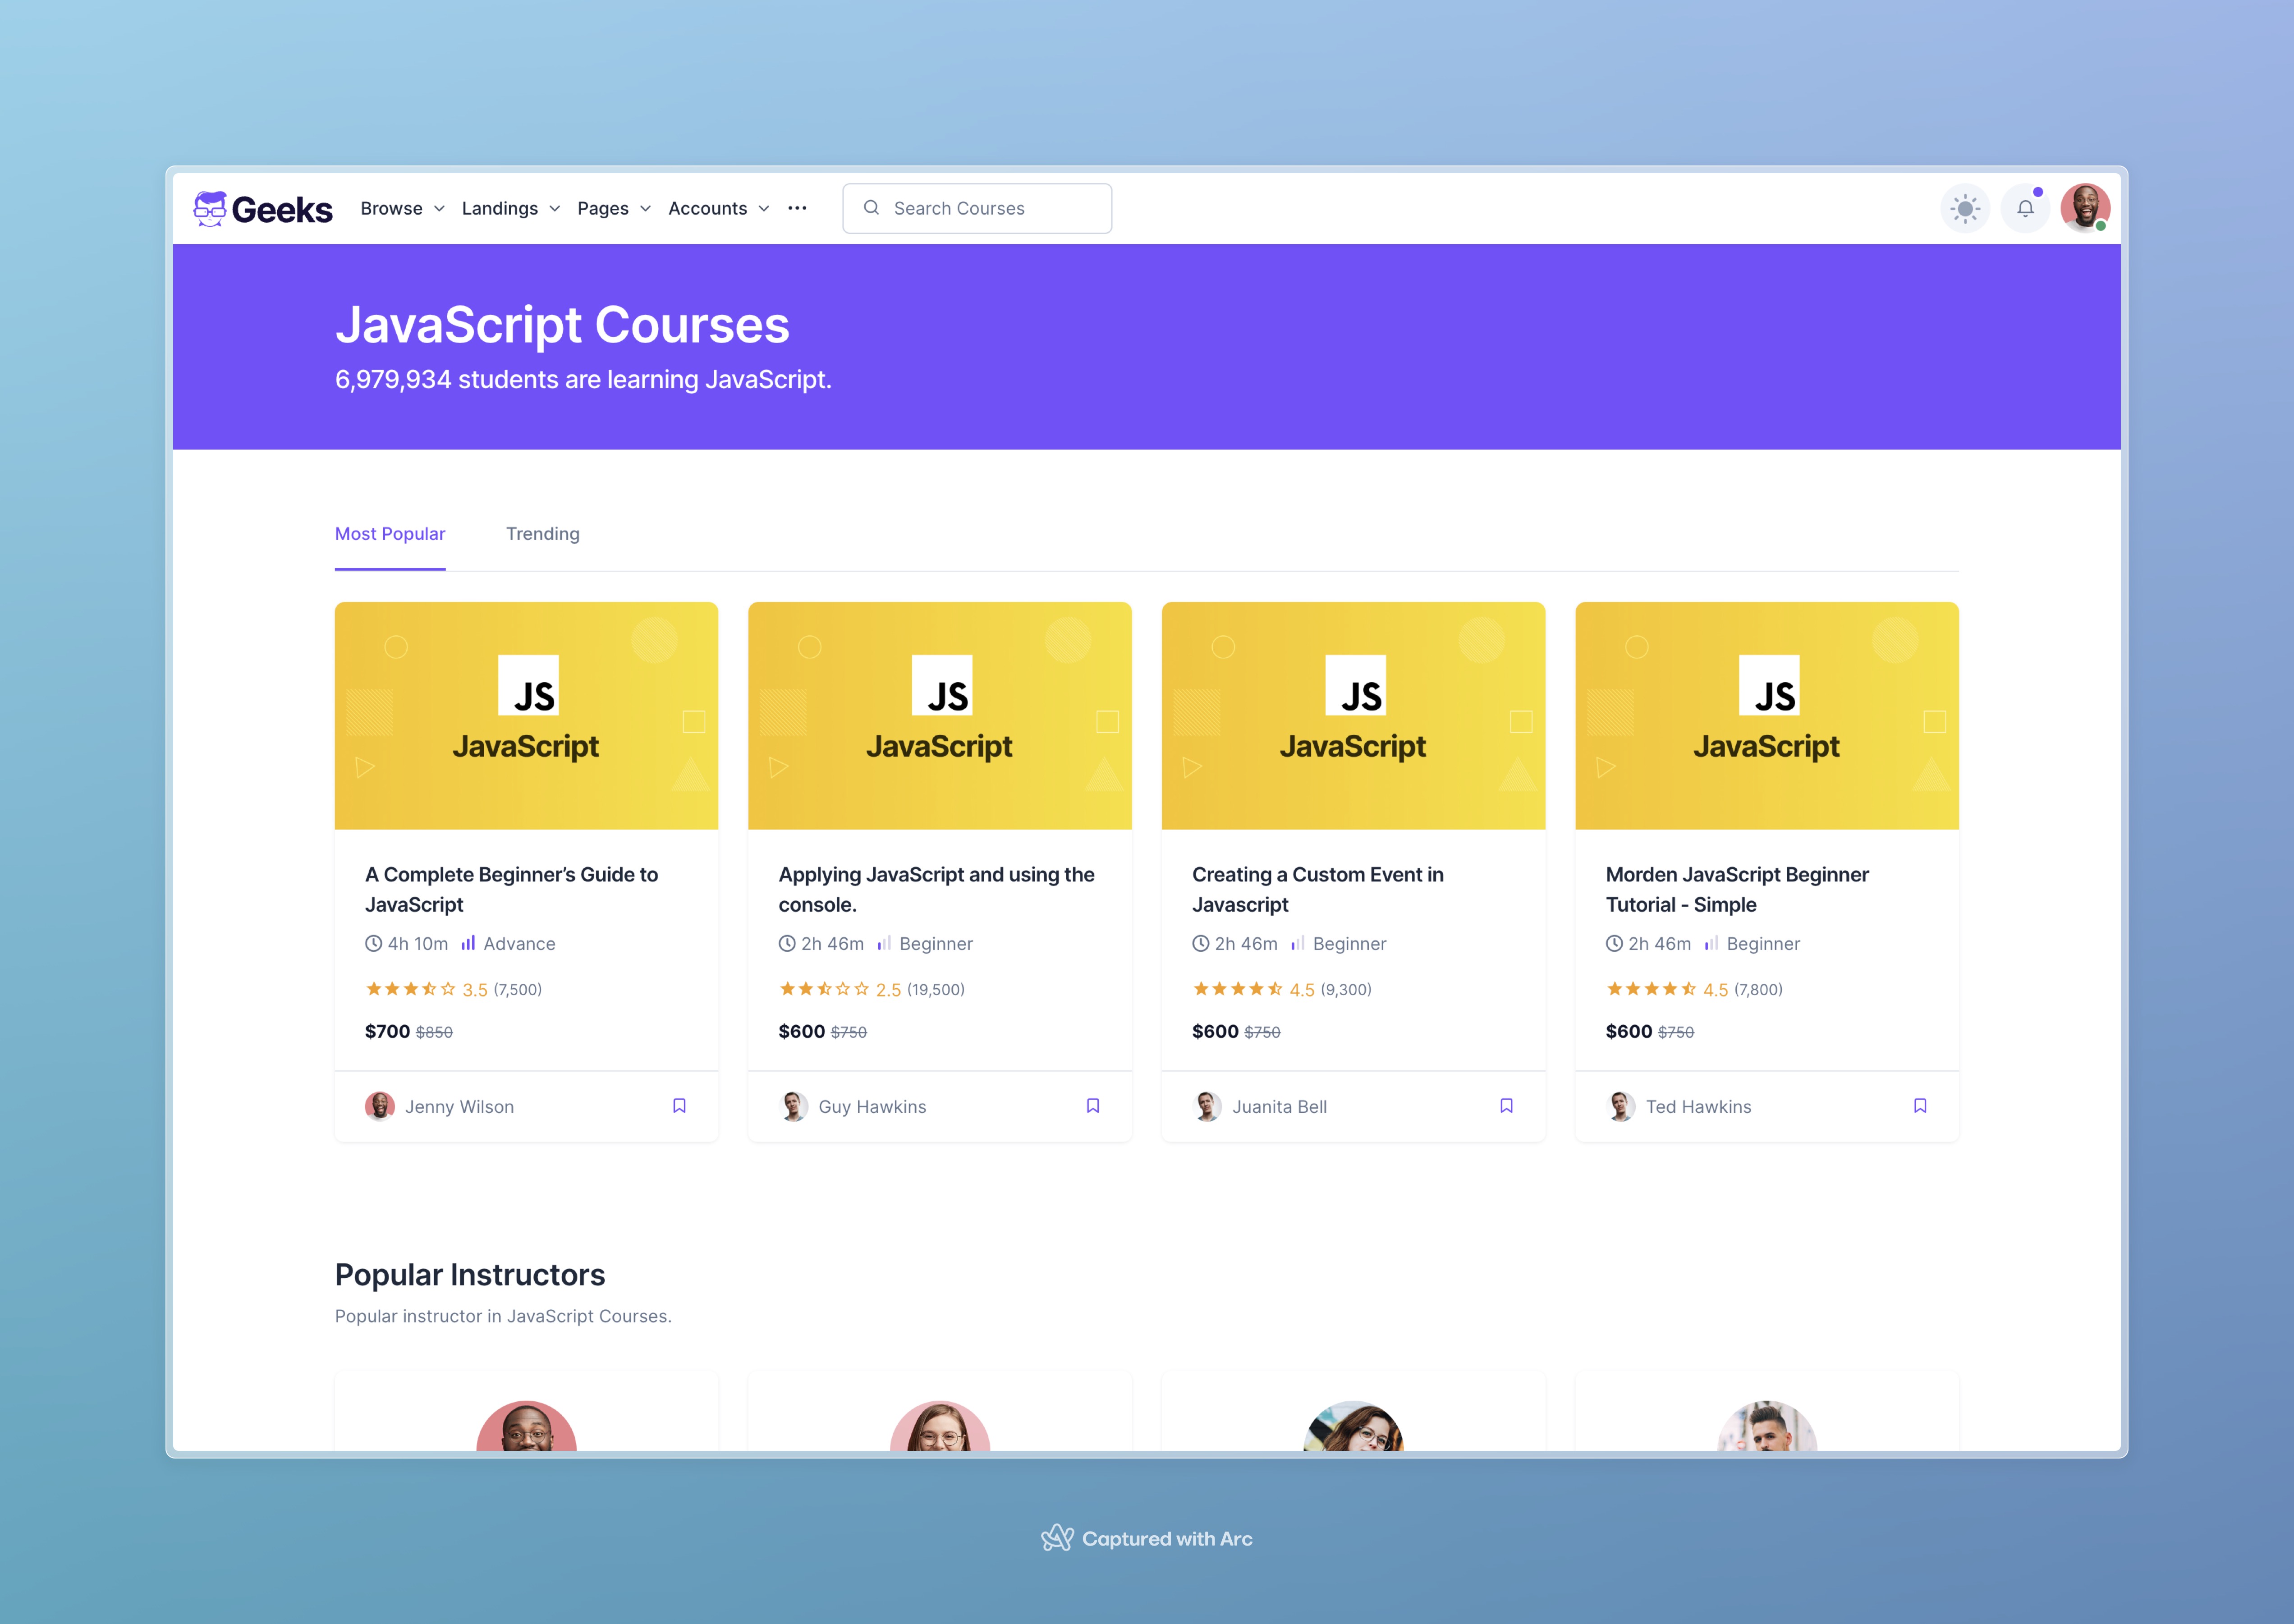 Geeks Browse Landings Pages Accounts Search Courses
JavaScript Courses
6,979,934 students are learning JavaScript.
Most Popular Trending
JS
JavaScript
A Complete Beginner’s Guide to
JavaScript
4h 10m Advance
3.5 (7,500)
$700 $850
Jenny Wilson
JS
JavaScript
Applying JavaScript and using the
console.
2h 46m Beginner
2.5 (19,500)
$600 $750
Guy Hawkins
JS
JavaScript
Creating a Custom Event in
Javascript
2h 46m Beginner
4.5 (9,300)
$600 $750
Juanita Bell
JS
JavaScript
Morden JavaScript Beginner
Tutorial - Simple
2h 46m Beginner
4.5 (7,800)
$600 $750
Ted Hawkins
Popular Instructors
Popular instructor in JavaScript Courses.
Captured with Arc